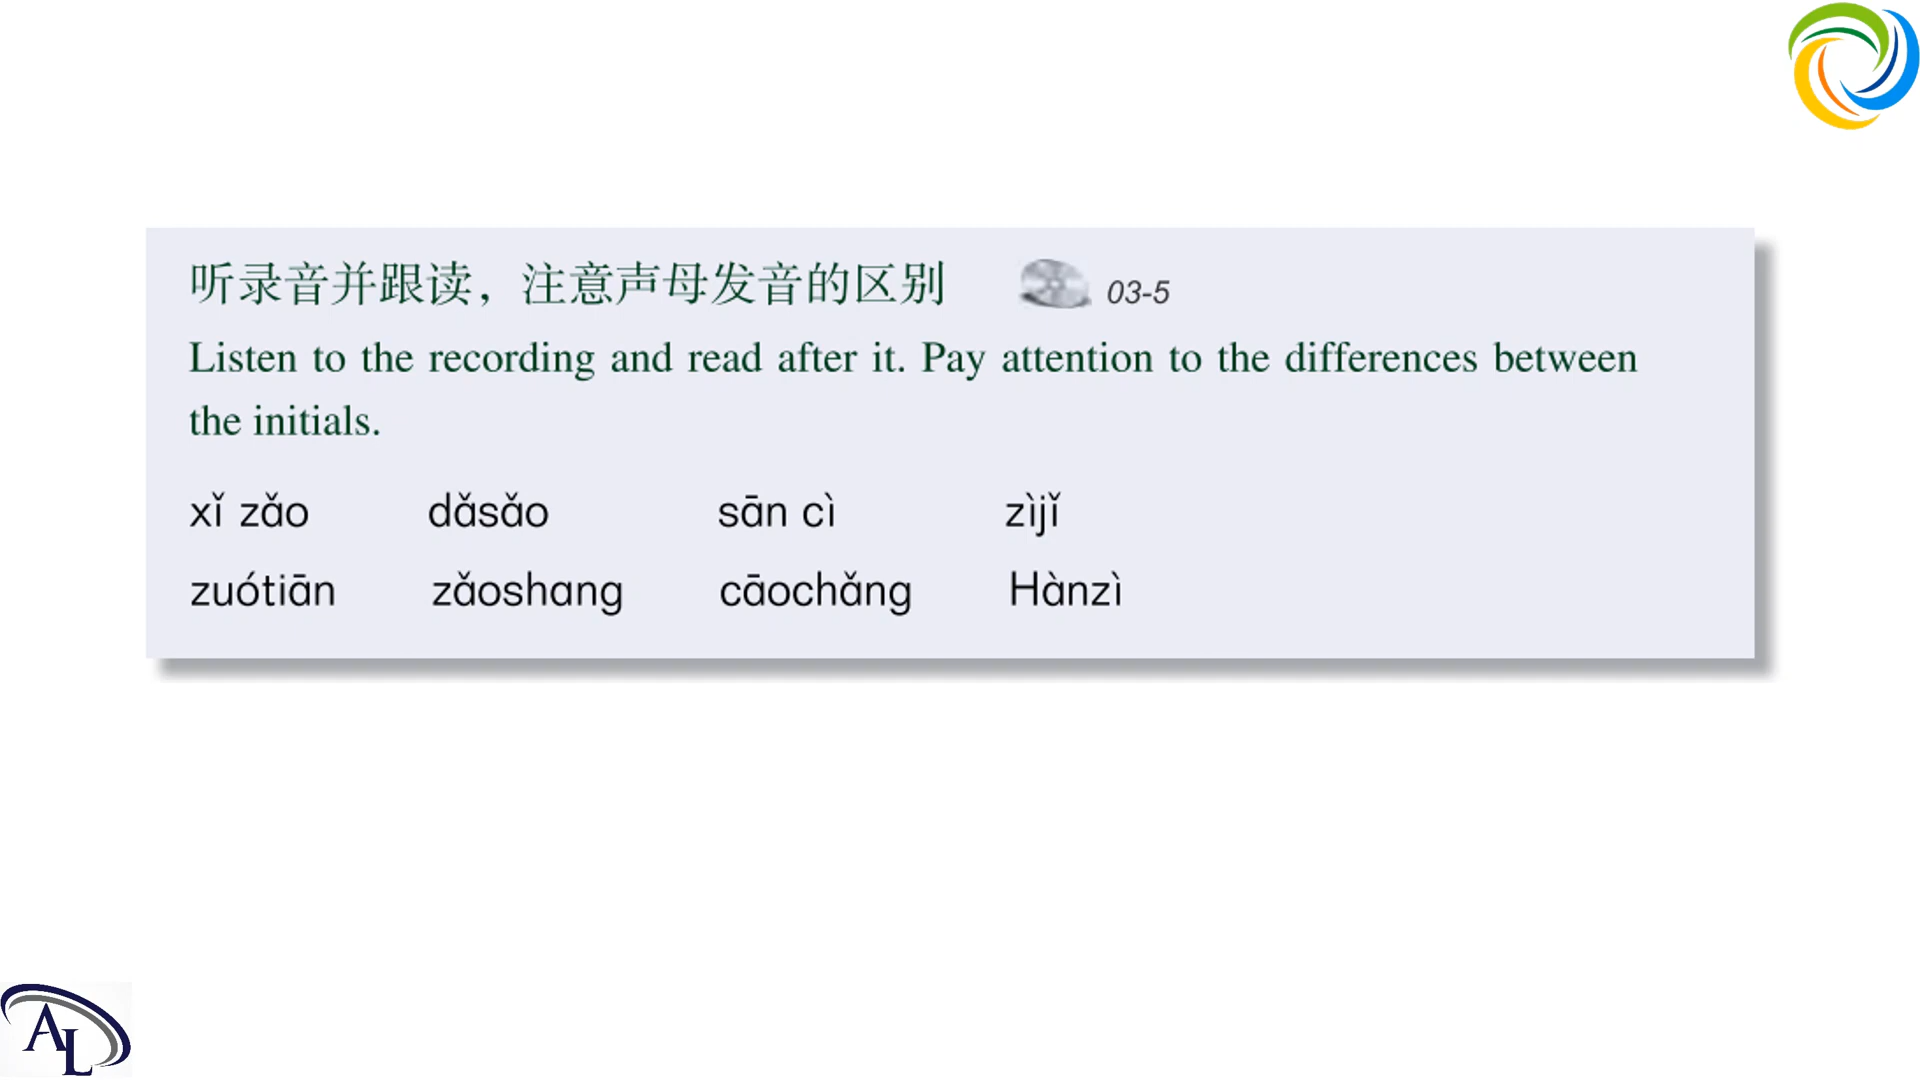 听录音并跟读，注意声母发音的区别 03-5
Listen to the recording and read after it. Pay attention to the differences between
the initials.
xǐ zǎo dǎsǎo sān cì zìjǐ
zuótiān zǎoshang cāochǎng Hànzì
AL